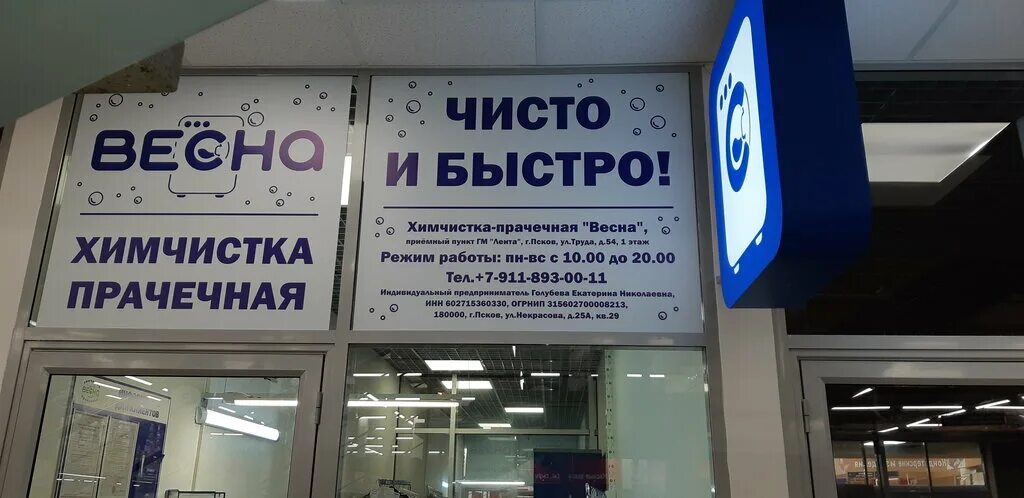 ВЕСНА
ХИМЧИСТКА
ПРАЧЕЧНАЯ
ЧИСТО
И БЫСТРО!
Химчистка-прачечная "Весна",
приёмный пункт ГМ "Лента", г.Псков, ул.Труда, д.54, 1 этаж
Режим работы: пн-вс с 10.00 до 20.00
Тел.+7-911-893-00-11
Индивидуальный предприниматель Голубева Екатерина Николаевна,
ИНН 602715360330, ОГРНИП 315602700008213,
180000, г.Псков, ул.Некрасова, д.25А, кв.29